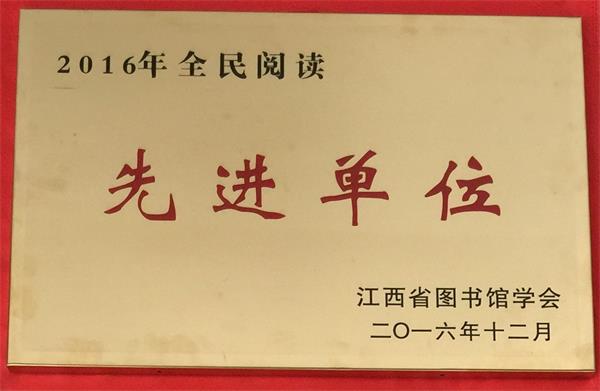 2016年全民阅读
先进单位
江西省图书馆学会
二〇一六年十二月